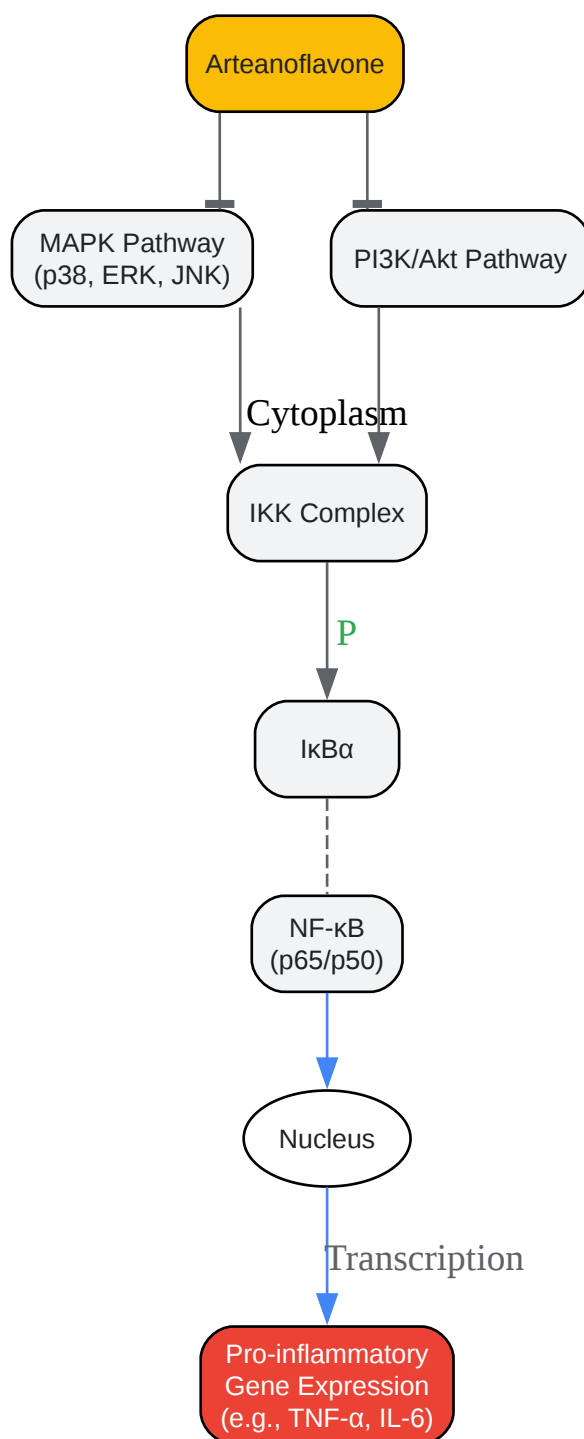 Arteanoflavone
MAPK Pathway
(p38, ERK, JNK)
PI3K/Akt Pathway
Cytoplasm
IKK Complex
P
IκBα
NF-κB
(p65/p50)
Nucleus
Transcription
Pro-inflammatory
Gene Expression
(e.g., TNF-α, IL-6)